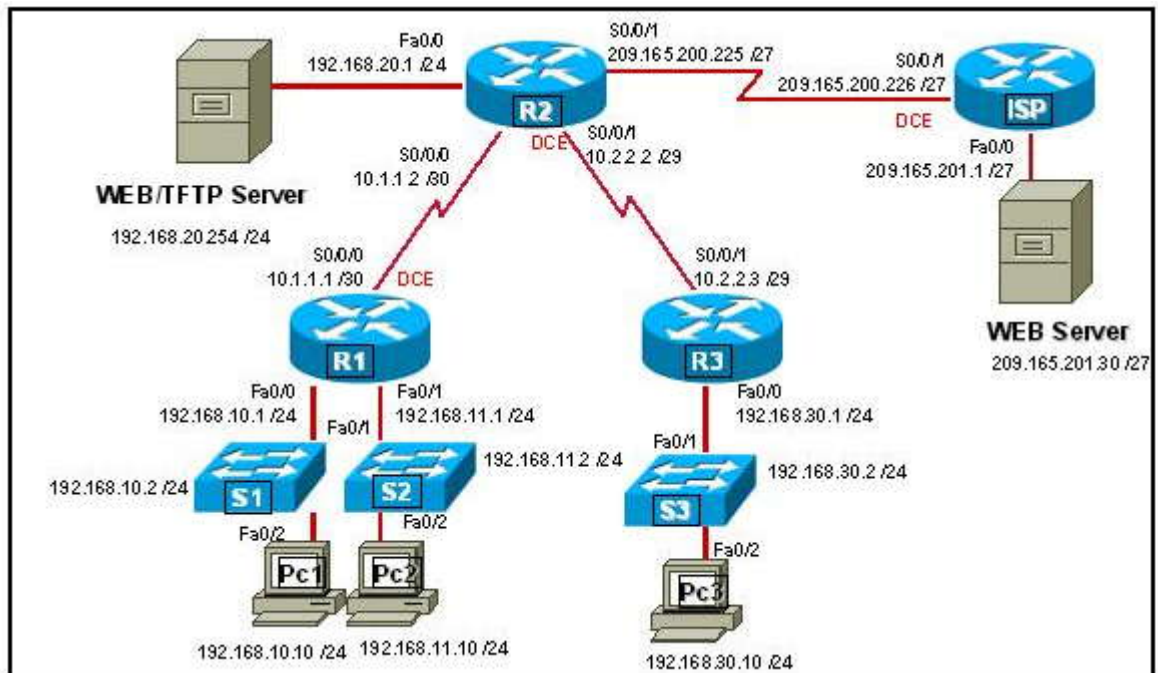 Fa0/0
192.168.20.1 /24
S0/0/1
209.165.200.225 /27
S0/0/1
209.165.200.226 /27
R2
ISP
DCE
DCE
S0/0/1
10.2.2.2 /29
S0/0/0
10.1.1.2 /30
Fa0/0
209.165.201.1 /27
WEB/TFTP Server
192.168.20.254 /24
S0/0/0
10.1.1.1 /30
DCE
S0/0/1
10.2.2.3 /29
WEB Server
209.165.201.30 /27
R1
R3
Fa0/0
192.168.10.1 /24
Fa0/1
192.168.11.1 /24
Fa0/0
192.168.30.1 /24
Fa0/1
Fa0/1
192.168.10.2 /24
S1
S2
192.168.11.2 /24
S3
192.168.30.2 /24
Fa0/2
Fa0/2
Fa0/2
Pc1
Pc2
Pc3
192.168.10.10 /24
192.168.11.10 /24
192.168.30.10 /24